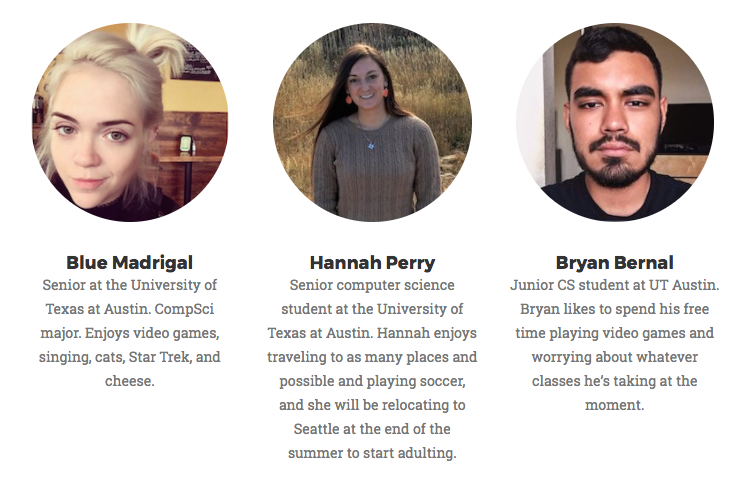 Blue Madrigal
Senior at the University of
Texas at Austin. CompSci
major. Enjoys video games,
singing, cats, Star Trek, and
cheese.
Hannah Perry
Senior computer science
student at the University of
Texas at Austin. Hannah enjoys
traveling to as many places and
possible and playing soccer,
and she will be relocating to
Seattle at the end of the
summer to start adulting.
Bryan Bernal
Junior CS student at UT Austin.
Bryan likes to spend his free
time playing video games and
worrying about whatever
classes he's taking at the
moment.